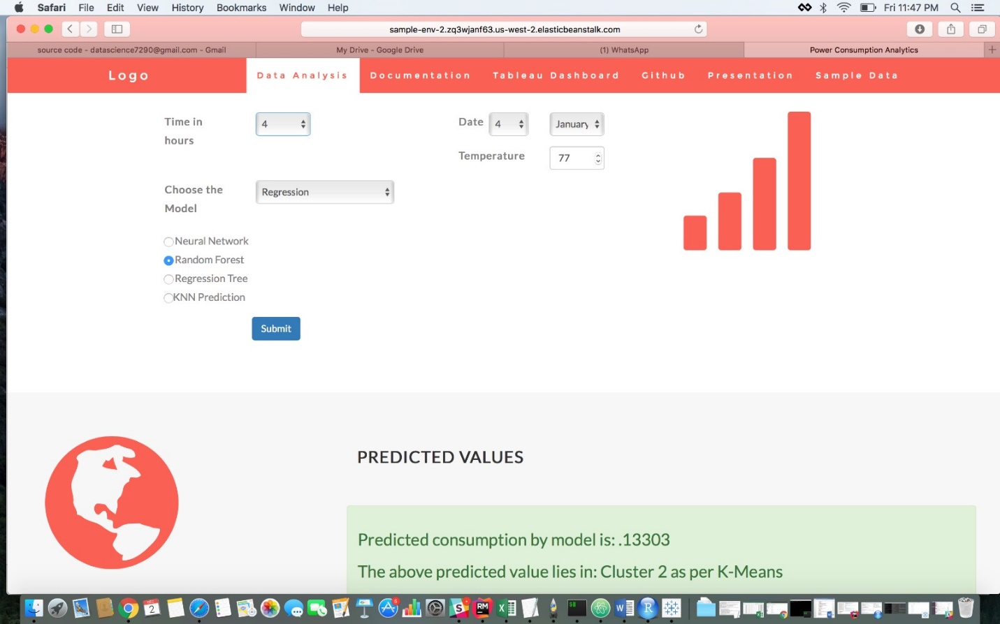 Safari File Edit View History Bookmarks Window Help Fri 11:47 PM
sample-env-2.zq3wjanf63.us-west-2.elasticbeanstalk.com
source code - datascience7290@gmail.com - Gmail My Drive - Google Drive (1) WhatsApp Power Consumption Analytics
Logo Data Analysis Documentation Tableau Dashboard Github Presentation Sample Data
Time in hours 4 Date 4 January
Temperature 77
Choose the Model Regression
Neural Network
Random Forest
Regression Tree
KNN Prediction
Submit
PREDICTED VALUES
Predicted consumption by model is: .13303
The above predicted value lies in: Cluster 2 as per K-Means